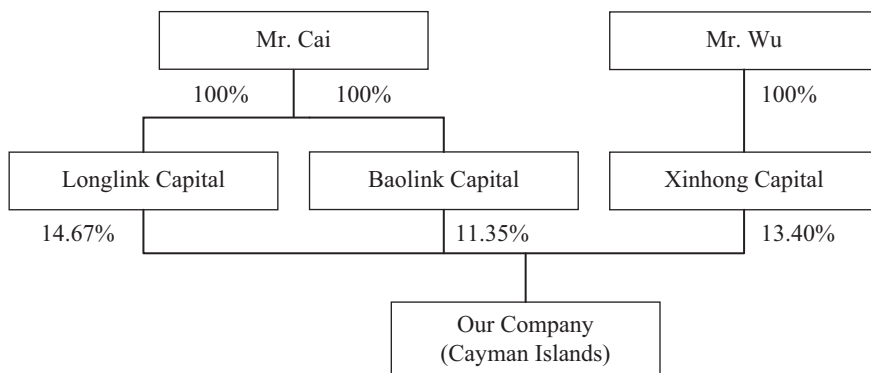 Mr. Cai
Mr. Wu
100%
100%
100%
Longlink Capital
Baolink Capital
Xinhong Capital
14.67%
11.35%
13.40%
Our Company
(Cayman Islands)